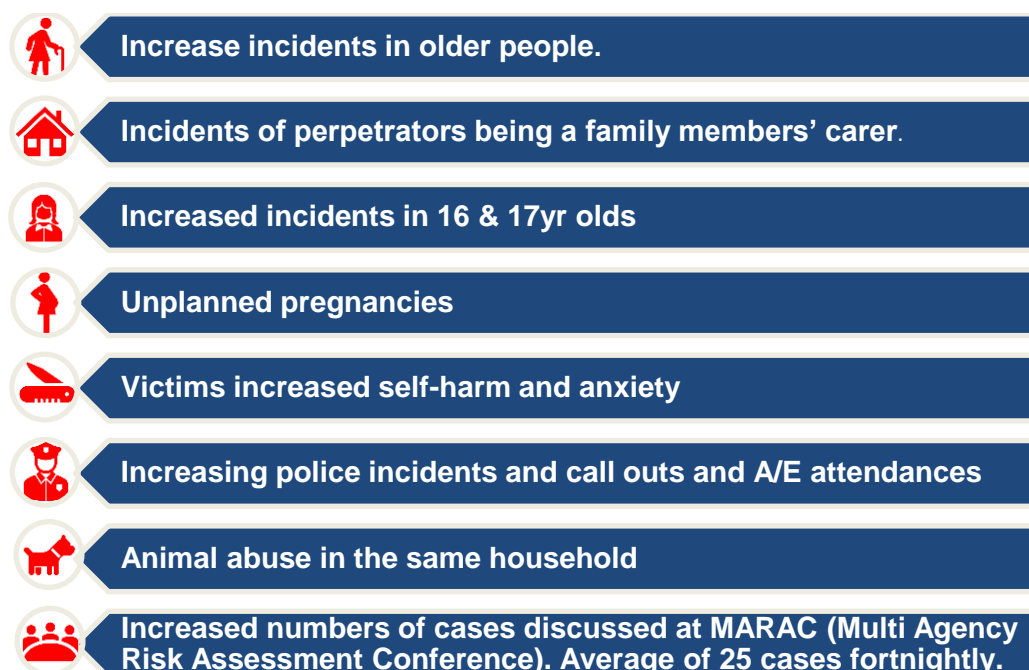 Increase incidents in older people.
Incidents of perpetrators being a family members’ carer.
Increased incidents in 16 & 17yr olds
Unplanned pregnancies
Victims increased self-harm and anxiety
Increasing police incidents and call outs and A/E attendances
Animal abuse in the same household
Increased numbers of cases discussed at MARAC (Multi Agency
Risk Assessment Conference). Average of 25 cases fortnightly.